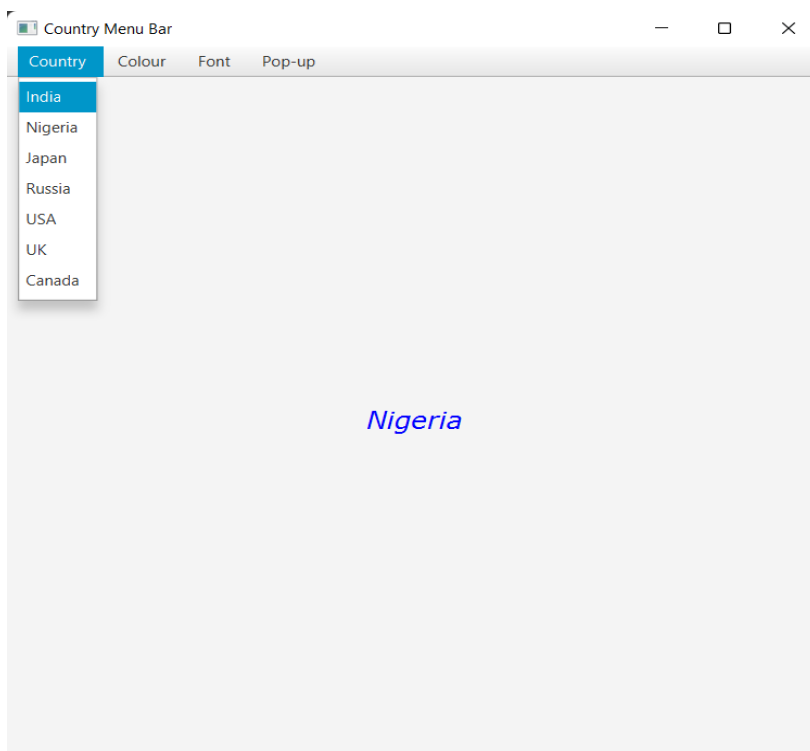 Country Menu Bar
Country Colour Font Pop-up
India
Nigeria
Japan
Russia
USA
UK
Canada
Nigeria